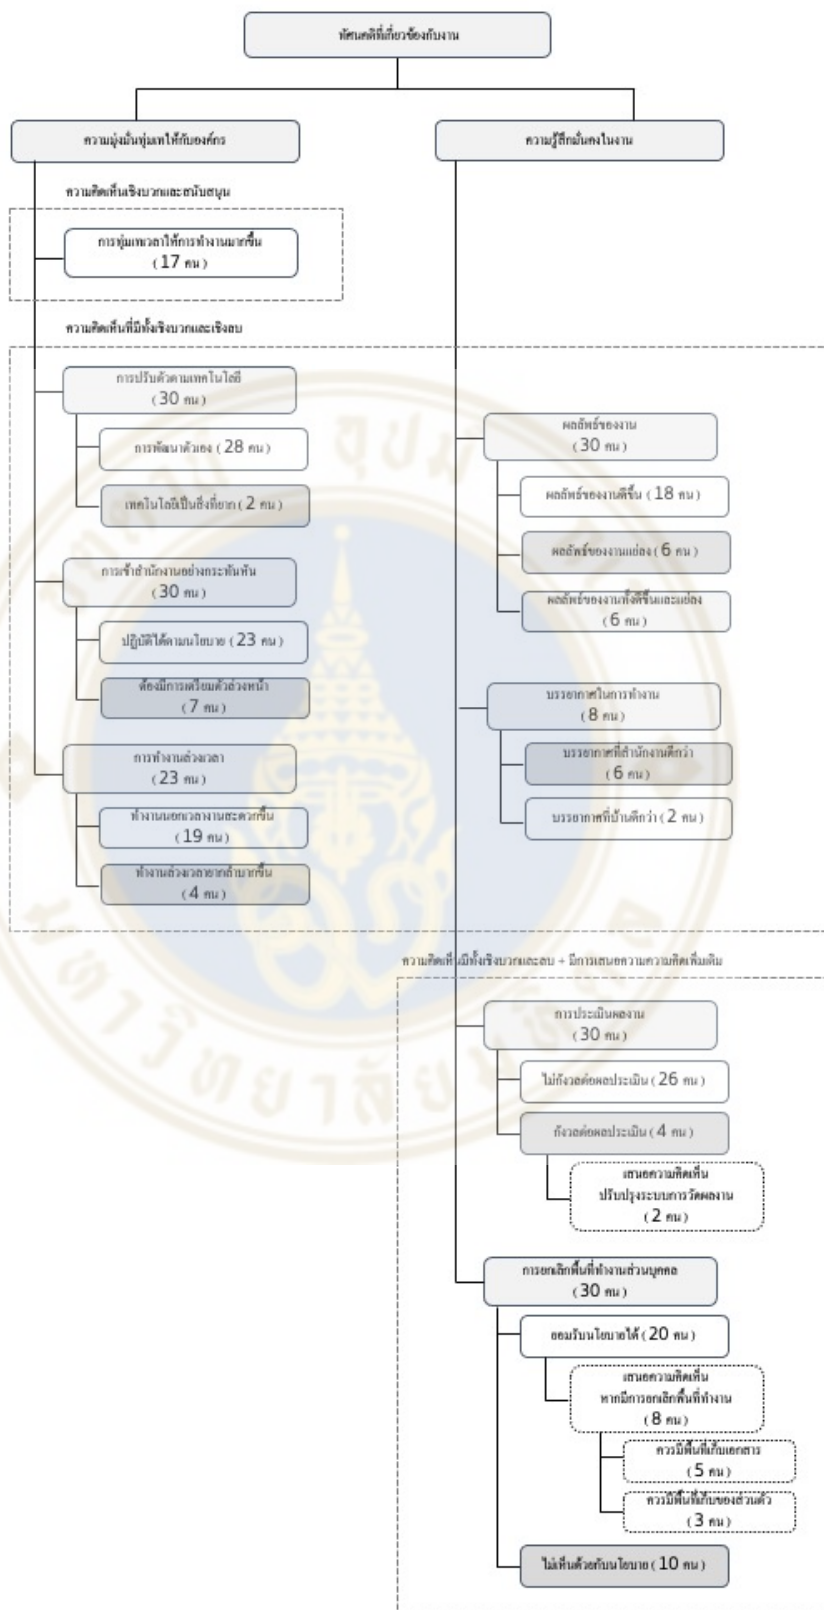 ทัศนคติที่เกี่ยวข้องกับงาน
ความมุ่งมั่นทุ่มเทให้กับองค์กร
ความคิดเห็นเชิงบวกและสนับสนุน
การทุ่มเทเวลาให้การทำงานมากขึ้น
( 17 คน )
ความคิดเห็นที่มีทั้งเชิงบวกและเชิงลบ
การปรับตัวตามเทคโนโลยี
( 30 คน )
การพัฒนาตัวเอง ( 28 คน )
เทคโนโลยีเป็นสิ่งที่ยาก ( 2 คน )
การเข้าสำนักงานอย่างกระทันหัน
( 30 คน )
ปฏิบัติได้ตามนโยบาย ( 23 คน )
ต้องมีการเตรียมตัวล่วงหน้า
( 7 คน )
การทำงานล่วงเวลา
( 23 คน )
ทำงานนอกเวลางานสะดวกขึ้น
( 19 คน )
ทำงานล่วงเวลายากลำบากขึ้น
( 4 คน )
ความรู้สึกมั่นคงในงาน
ผลลัพธ์ของงาน
( 30 คน )
ผลลัพธ์ของงานดีขึ้น ( 18 คน )
ผลลัพธ์ของงานแย่ลง ( 6 คน )
ผลลัพธ์ของงานทั้งดีขึ้นและแย่ลง
( 6 คน )
บรรยากาศในการทำงาน
( 8 คน )
บรรยากาศที่สำนักงานดีกว่า
( 6 คน )
บรรยากาศที่บ้านดีกว่า ( 2 คน )
ความคิดเห็นมีทั้งเชิงบวกและลบ + มีการเสนอความความคิดเพิ่มเติม
การประเมินผลงาน
( 30 คน )
ไม่กังวลต่อผลประเมิน ( 26 คน )
กังวลต่อผลประเมิน ( 4 คน )
เสนอความคิดเห็น
ปรับปรุงระบบการวัดผลงาน
( 2 คน )
การยกเลิกพื้นที่ทำงานส่วนบุคคล
( 30 คน )
ยอมรับนโยบายได้ ( 20 คน )
เสนอความคิดเห็น
หากมีการยกเลิกพื้นที่ทำงาน
( 8 คน )
ควรมีพื้นที่เก็บเอกสาร
( 5 คน )
ควรมีพื้นที่เก็บของส่วนตัว
( 3 คน )
ไม่เห็นด้วยกับนโยบาย ( 10 คน )
มหาวิทยาลัยมหิดล